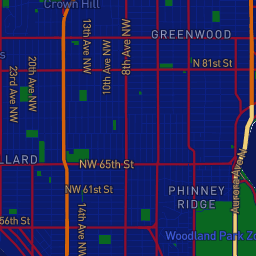 Crown Hill
GREENWOOD
13th Ave NW
8th Ave NW
10th Ave NW
N 81st St
20th Ave NW
23rd Ave NW
LLARD
NW 65th St
NW 61st St
PHINNEY
RIDGE
Aurora Ave N
14th Ave NW
56th St
Woodland Park Zo